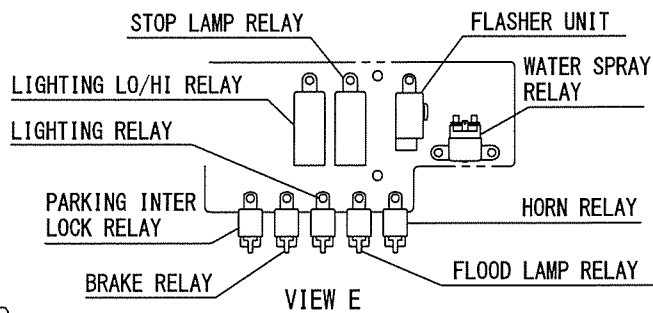 STOP LAMP RELAY
FLASHER UNIT
LIGHTING LO/HI RELAY
WATER SPRAY
RELAY
LIGHTING RELAY
PARKING INTER
LOCK RELAY
HORN RELAY
BRAKE RELAY
FLOOD LAMP RELAY
VIEW E